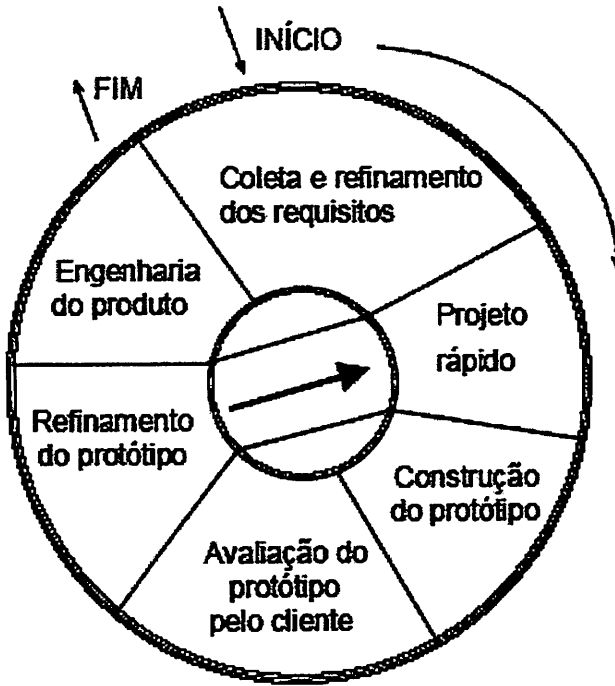 INÍCIO
FIM
Coleta e refinamento
dos requisitos
Projeto
rápido
Construção
do protótipo
Avaliação do
protótipo
pelo cliente
Refinamento
do protótipo
Engenharia
do produto